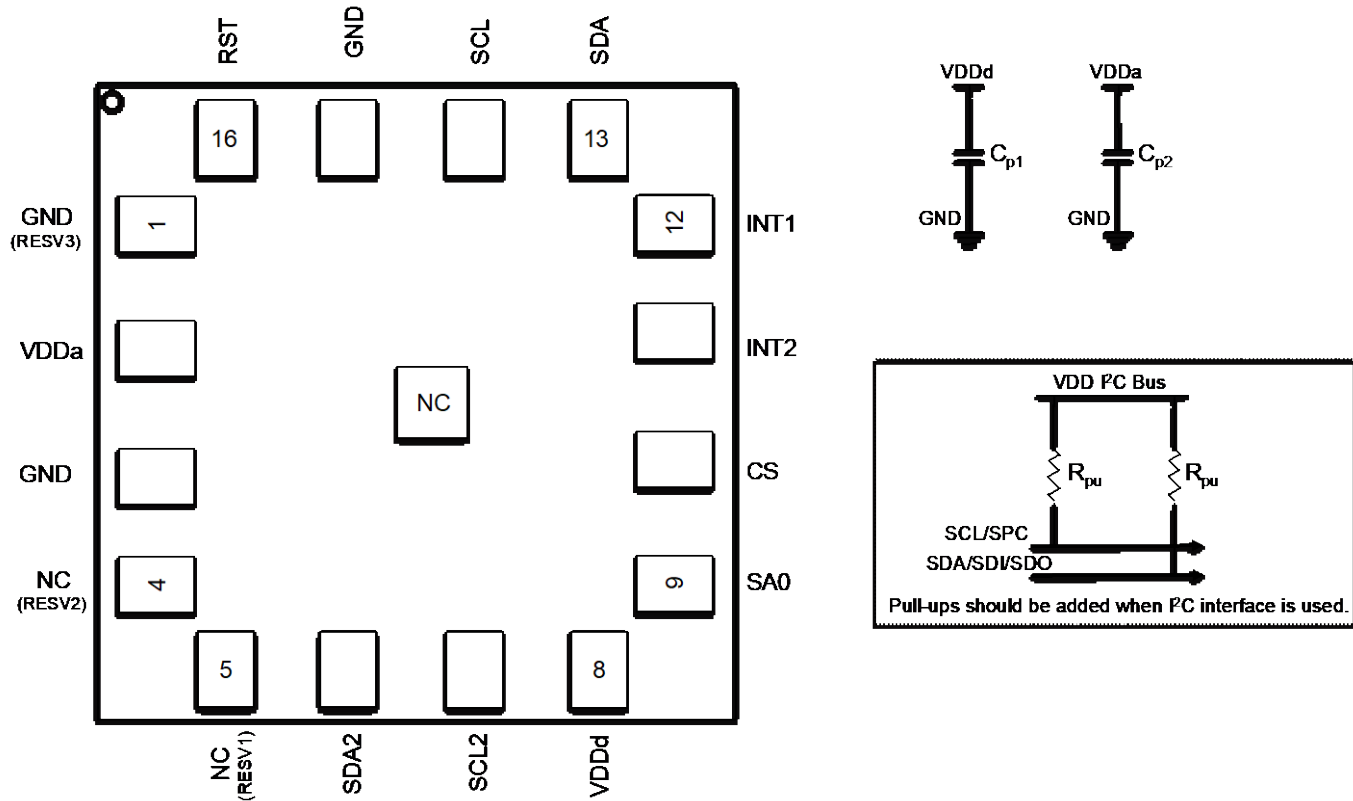 RST
GND
SCL
SDA
16
13
GND
(RESV3)
1
12
INT1
VDDa
INT2
NC
GND
CS
NC
(RESV2)
4
9
SA0
5
8
NC
(RESV1)
SDA2
SCL2
VDDd
VDDd
VDDa
Cp1
Cp2
GND
GND
VDD I²C Bus
Rpu
Rpu
SCL/SPC
SDA/SDI/SDO
Pull-ups should be added when I²C interface is used.